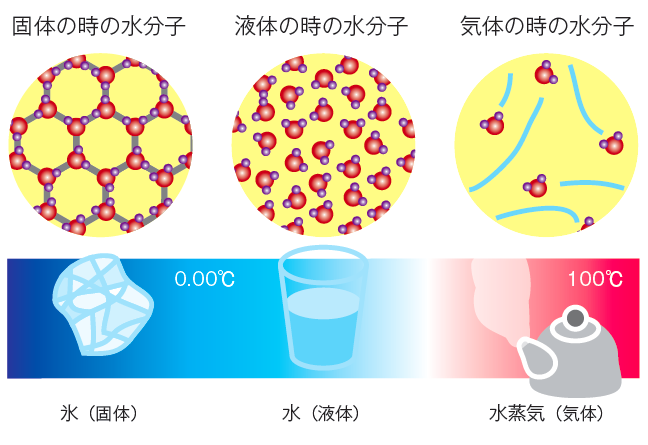 固体の時の水分子
液体の時の水分子
気体の時の水分子
0.00℃
100℃
氷（固体）
水（液体）
水蒸気（気体）